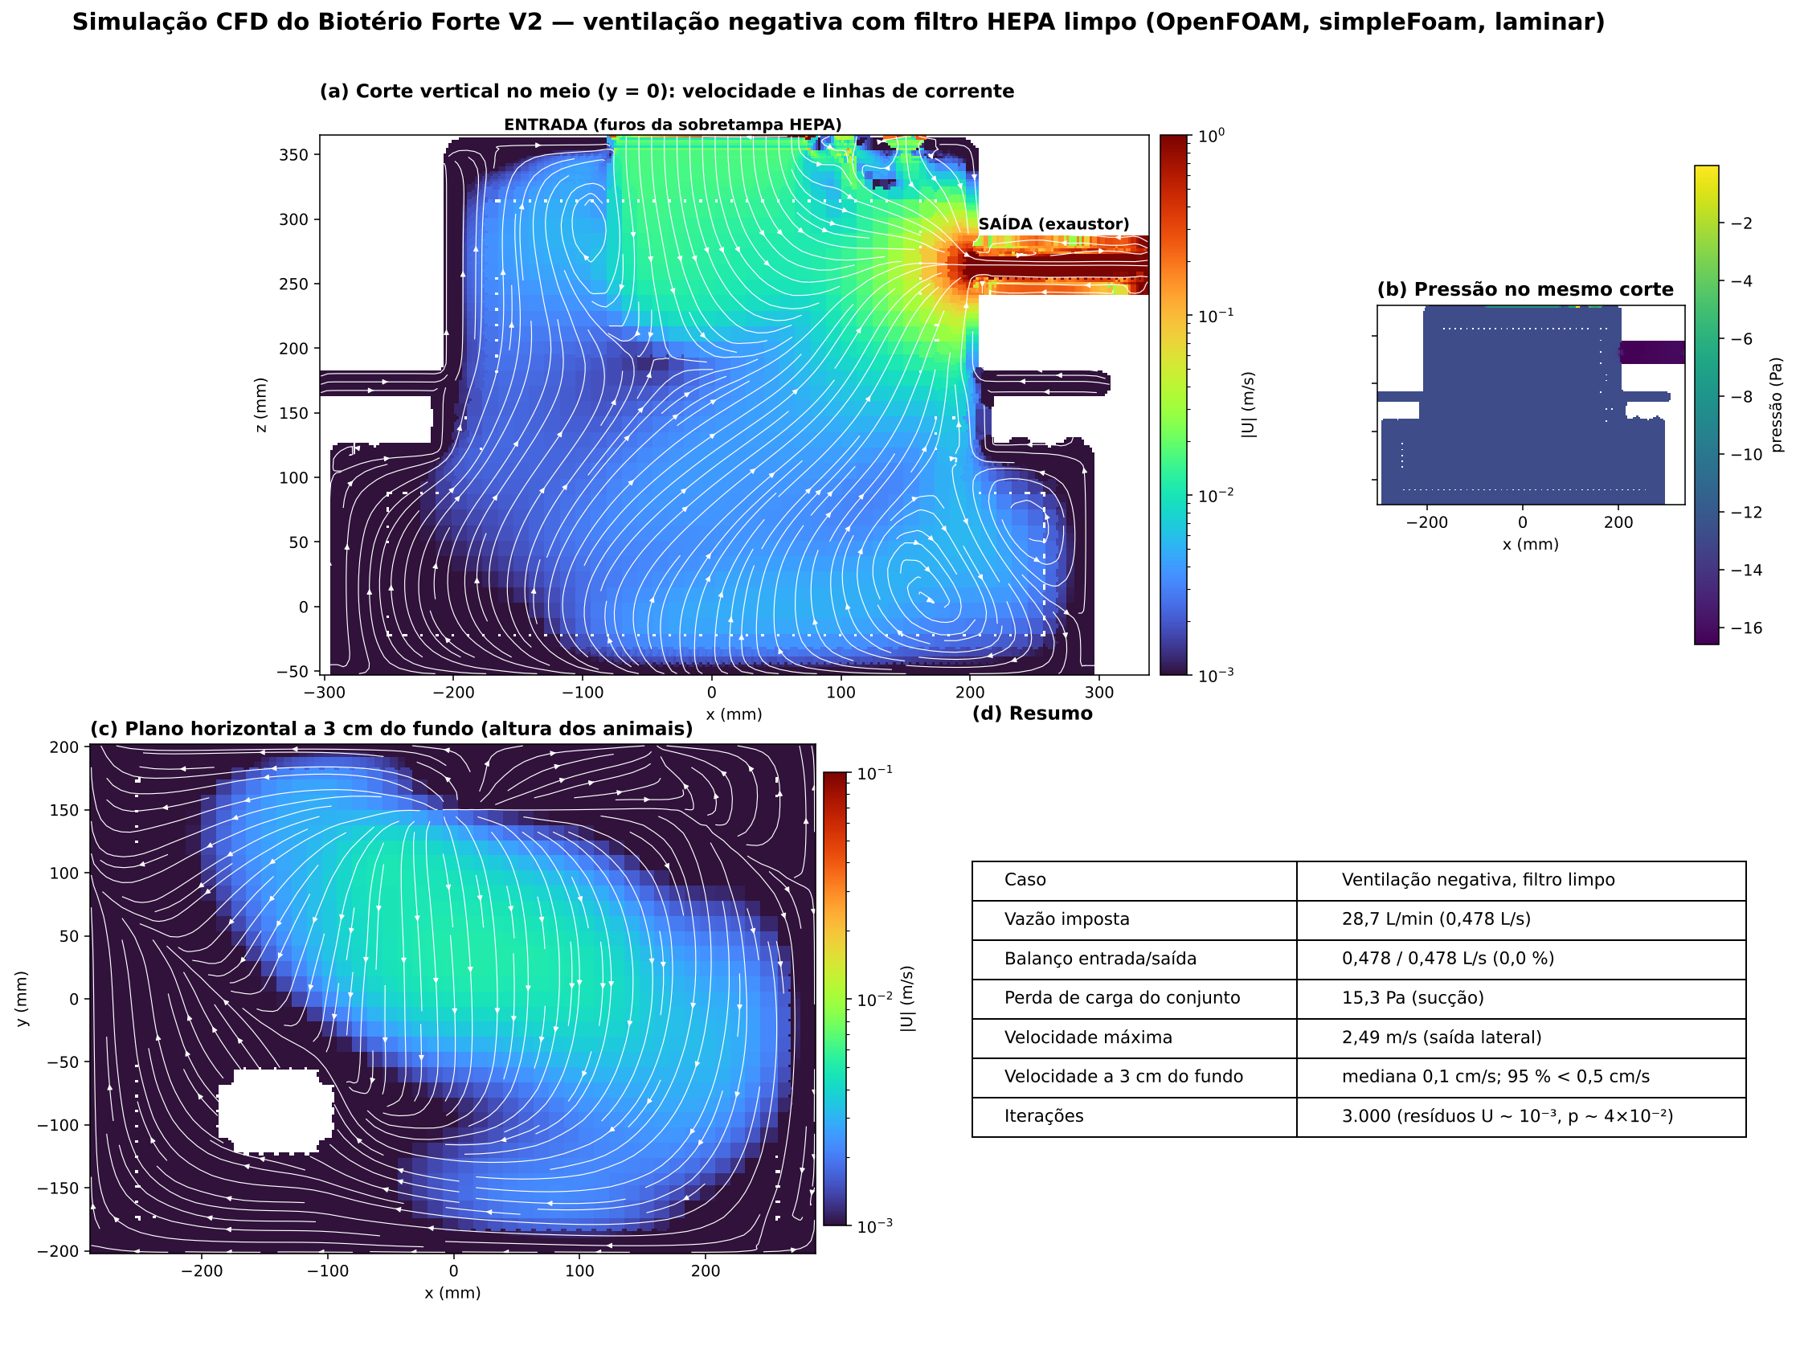 Simulação CFD do Biotério Forte V2 — ventilação negativa com filtro HEPA limpo (OpenFOAM, simpleFoam, laminar)
(a) Corte vertical no meio (y = 0): velocidade e linhas de corrente
ENTRADA (furos da sobretampa HEPA)
SAÍDA (exaustor)
350
300
250
200
150
100
50
0
−50
z (mm)
−300
−200
−100
0
100
200
300
x (mm)
10⁰
10⁻¹
10⁻²
10⁻³
|U| (m/s)
(b) Pressão no mesmo corte
−200
0
200
x (mm)
−2
−4
−6
−8
−10
−12
−14
−16
pressão (Pa)
(c) Plano horizontal a 3 cm do fundo (altura dos animais)
200
150
100
50
0
−50
−100
−150
−200
y (mm)
−200
−100
0
100
200
x (mm)
10⁻¹
10⁻²
10⁻³
|U| (m/s)
(d) Resumo
Caso Ventilação negativa, filtro limpo
Vazão imposta 28,7 L/min (0,478 L/s)
Balanço entrada/saída 0,478 / 0,478 L/s (0,0 %)
Perda de carga do conjunto 15,3 Pa (sucção)
Velocidade máxima 2,49 m/s (saída lateral)
Velocidade a 3 cm do fundo mediana 0,1 cm/s; 95 % < 0,5 cm/s
Iterações 3.000 (resíduos U ~ 10⁻³, p ~ 4×10⁻²)